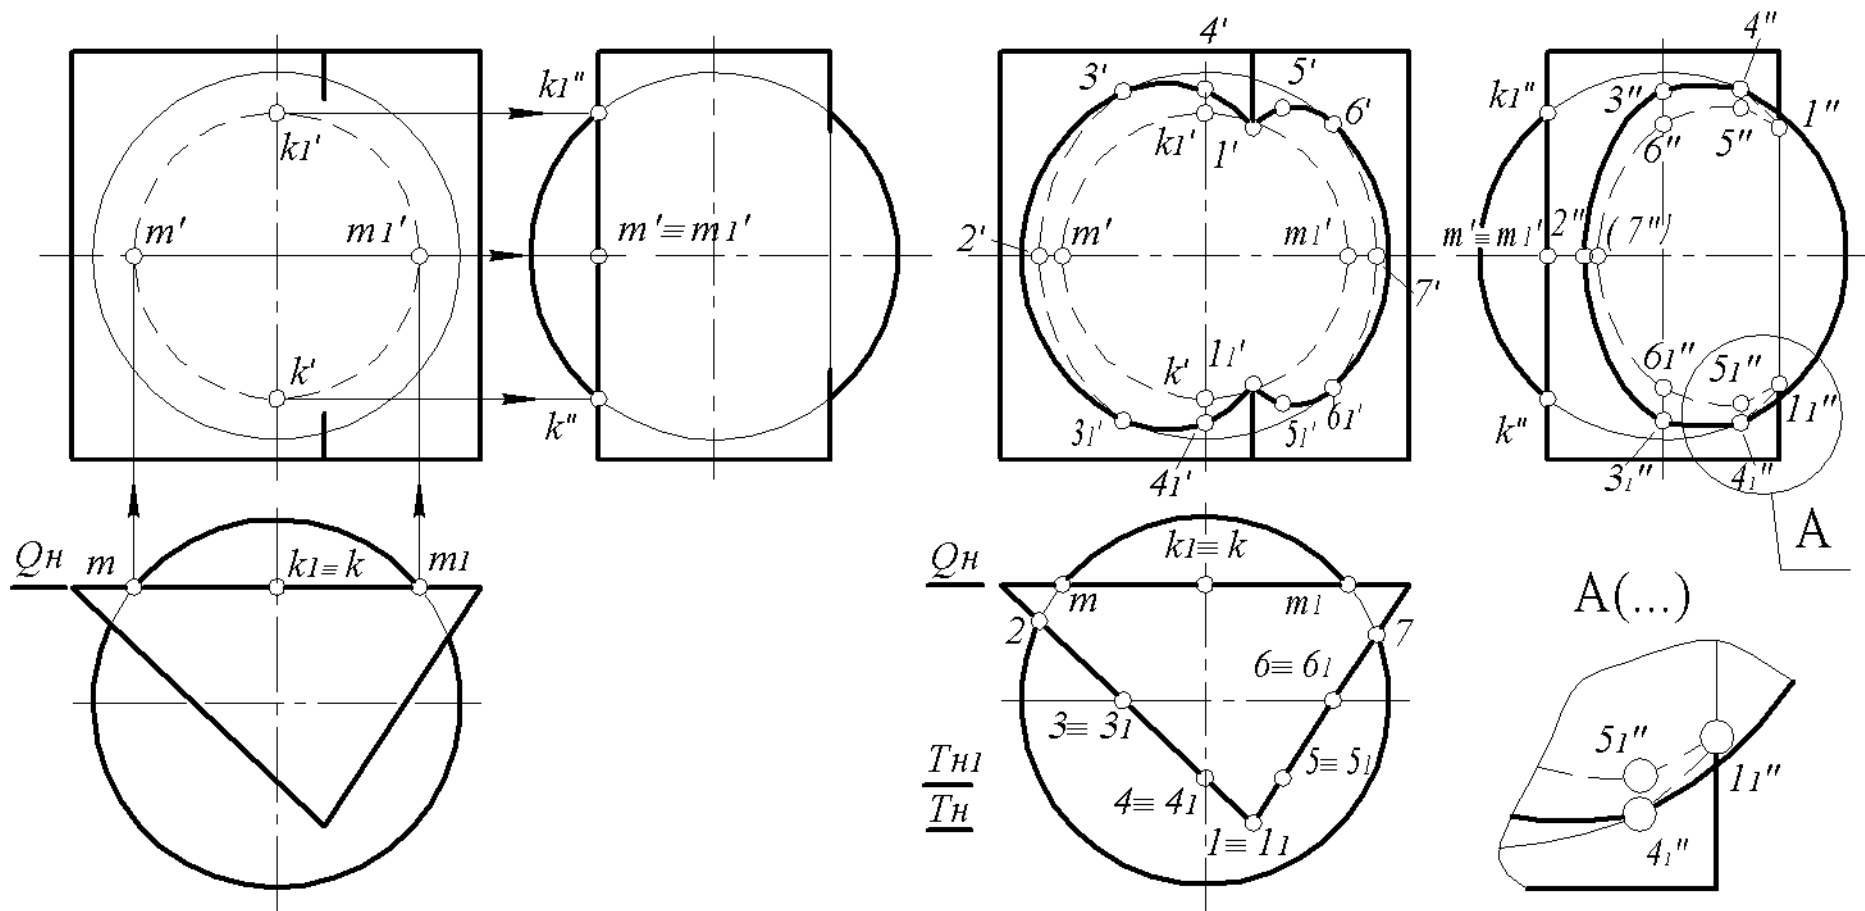 k1" k1' m' m1' m'≡m1' k' k"
Qн m k1≡k m1
4' 3' 5' 6' k1' 1' 2' m' m1' 7' 11' k' 31' 41' 51' 61'
4" k1" 3" 1" 6" 5" m'≡m1' 2" (7") 61" 51" 11" k" 31" 41"
A
Qн k1≡k m m1 2 7
6≡61
3≡31
Tн1 5≡51
4≡41
Tн
1≡11
A(...)
51"
11"
41"